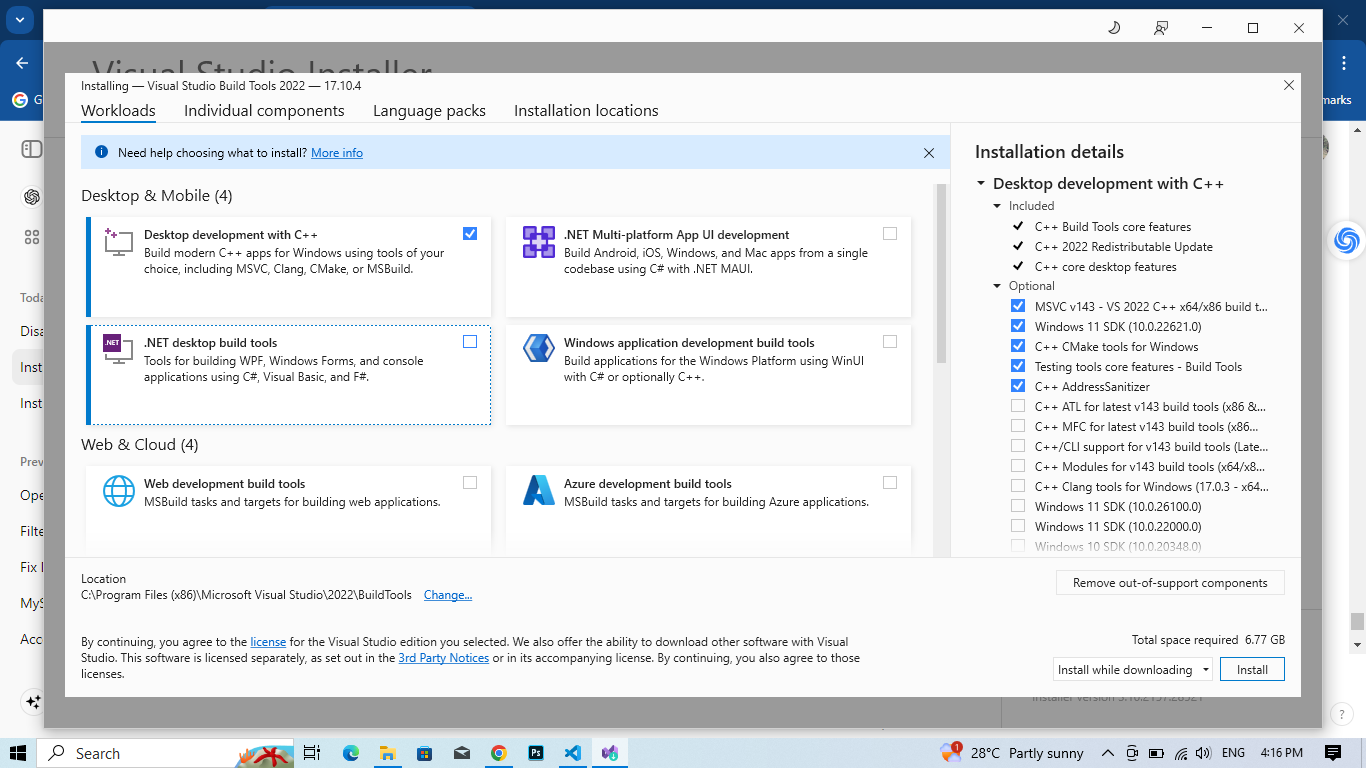 Visual Studio Installer
Installing — Visual Studio Build Tools 2022 — 17.10.4
Workloads
Individual components
Language packs
Installation locations
Need help choosing what to install? More info
Desktop & Mobile (4)
Desktop development with C++
Build modern C++ apps for Windows using tools of your
choice, including MSVC, Clang, CMake, or MSBuild.
.NET Multi-platform App UI development
Build Android, iOS, Windows, and Mac apps from a single
codebase using C# with .NET MAUI.
.NET
.NET desktop build tools
Tools for building WPF, Windows Forms, and console
applications using C#, Visual Basic, and F#.
Windows application development build tools
Build applications for the Windows Platform using WinUI
with C# or optionally C++.
Web & Cloud (4)
Web development build tools
MSBuild tasks and targets for building web applications.
Azure development build tools
MSBuild tasks and targets for building Azure applications.
Installation details
Desktop development with C++
Included
C++ Build Tools core features
C++ 2022 Redistributable Update
C++ core desktop features
Optional
MSVC v143 - VS 2022 C++ x64/x86 build t...
Windows 11 SDK (10.0.22621.0)
C++ CMake tools for Windows
Testing tools core features - Build Tools
C++ AddressSanitizer
C++ ATL for latest v143 build tools (x86 &...
C++ MFC for latest v143 build tools (x86...
C++/CLI support for v143 build tools (Late...
C++ Modules for v143 build tools (x64/x8...
C++ Clang tools for Windows (17.0.3 - x64...
Windows 11 SDK (10.0.26100.0)
Windows 11 SDK (10.0.22000.0)
Windows 10 SDK (10.0.20348.0)
Location
C:\Program Files (x86)\Microsoft Visual Studio\2022\BuildTools Change...
Remove out-of-support components
By continuing, you agree to the license for the Visual Studio edition you selected. We also offer the ability to download other software with Visual
Studio. This software is licensed separately, as set out in the 3rd Party Notices or in its accompanying license. By continuing, you also agree to those
licenses.
Total space required 6.77 GB
Install while downloading
Install
G
marks
Toda
Disa
Inst
Inst
Prev
Ope
Filte
Fix I
MyS
Acc
?
Search
Ps
1
28°C Partly sunny
ENG
4:16 PM